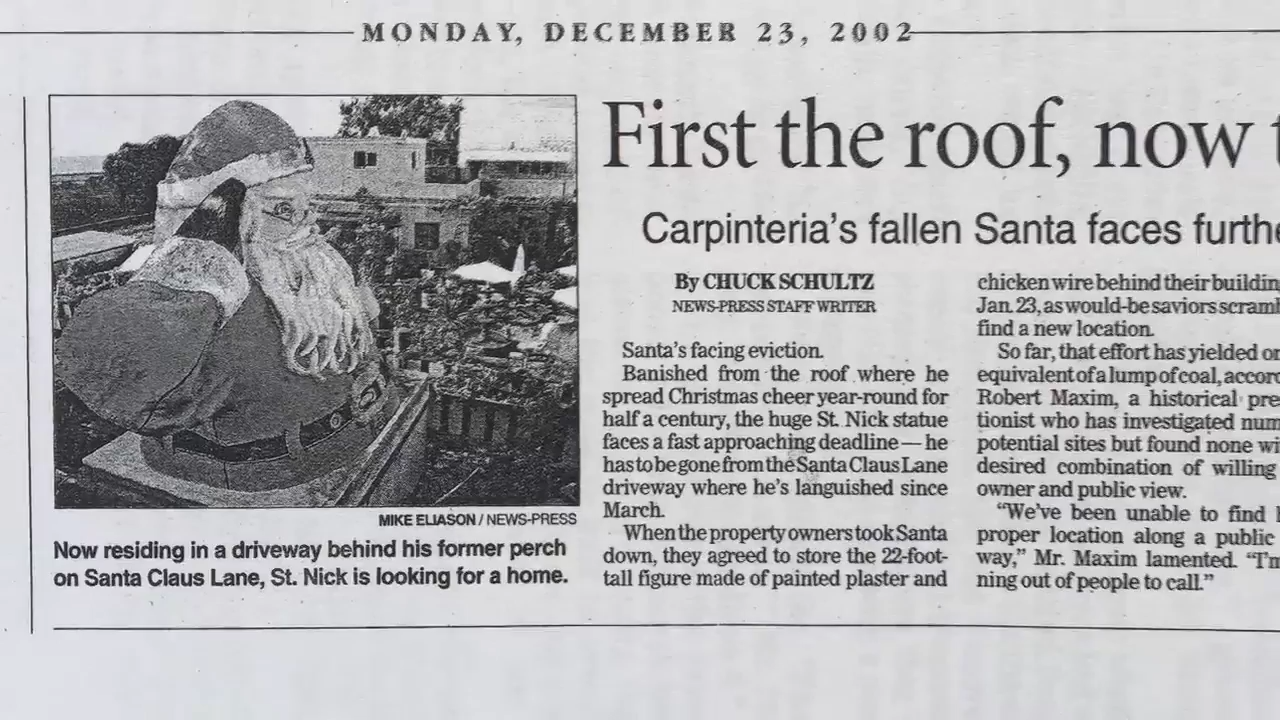 MONDAY, DECEMBER 23, 2002
First the roof, now
Carpinteria's fallen Santa faces
MIKE ELIASON / NEWS-PRESS
Now residing in a driveway behind his former perch
on Santa Claus Lane, St. Nick is looking for a home.
By CHUCK SCHULTZ
NEWS-PRESS STAFF WRITER
Santa's facing eviction.
Banished from the roof where he
spread Christmas cheer year-round for
half a century, the huge St. Nick statue
faces a fast approaching deadline — he
has to be gone from the Santa Claus Lane
driveway where he's languished since
March.
When the property owners took Santa
down, they agreed to store the 22-foot-
tall figure made of painted plaster and
chicken wire behind their
Jan. 23, as would-be saviors
find a new location.
So far, that effort has yielded
equivalent of a lump of coal,
Robert Maxim, a historical
tionist who has investigated
potential sites but found none
desired combination of willing
owner and public view.
"We've been unable to find
proper location along a public
way," Mr. Maxim lamented. "I'm
ning out of people to call."